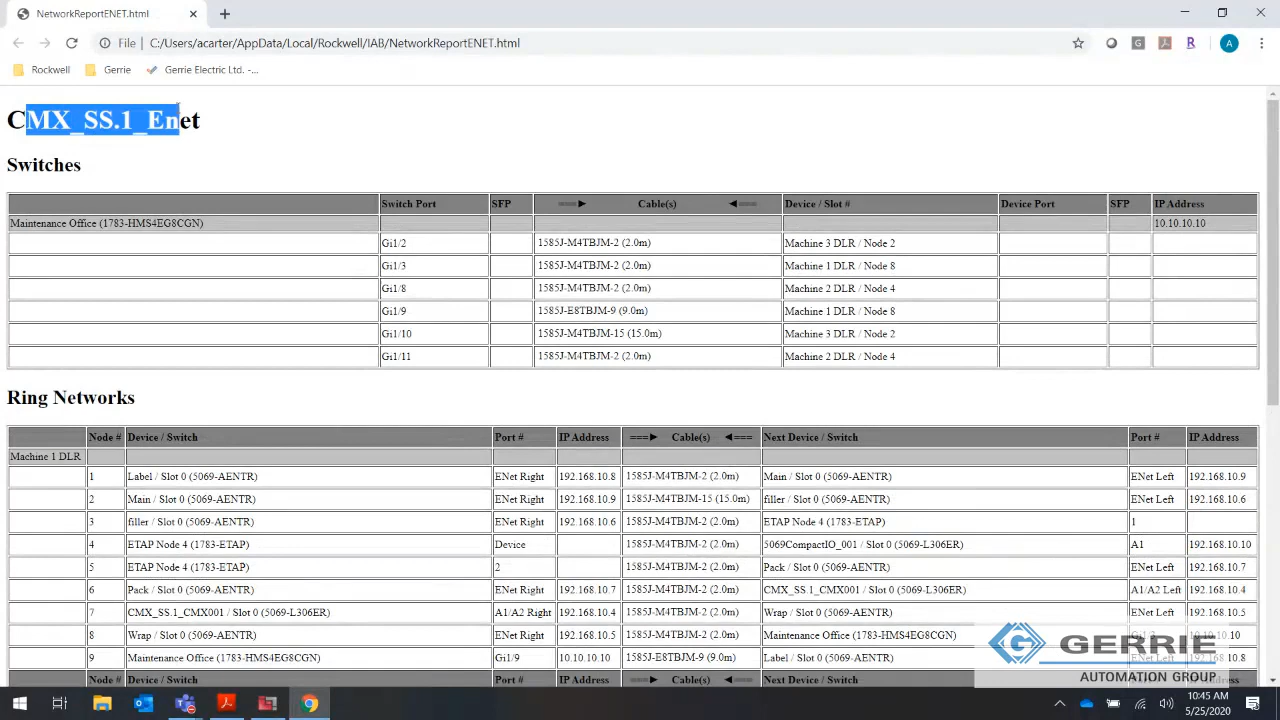 NetworkReportENET.html
File C:/Users/acarter/AppData/Local/Rockwell/IAB/NetworkReportENET.html A
Rockwell Gerrie Gerrie Electric Ltd. -...
CMX_SS.1_Enet
Switches
Switch Port SFP ===► Cable(s) ◄=== Device / Slot # Device Port SFP IP Address
Maintenance Office (1783-HMS4EG8CGN) 10.10.10.10
Gi1/2 1585J-M4TBJM-2 (2.0m) Machine 3 DLR / Node 2
Gi1/3 1585J-M4TBJM-2 (2.0m) Machine 1 DLR / Node 8
Gi1/8 1585J-M4TBJM-2 (2.0m) Machine 2 DLR / Node 4
Gi1/9 1585J-E8TBJM-9 (9.0m) Machine 1 DLR / Node 8
Gi1/10 1585J-M4TBJM-15 (15.0m) Machine 3 DLR / Node 2
Gi1/11 1585J-M4TBJM-2 (2.0m) Machine 2 DLR / Node 4
Ring Networks
Node # Device / Switch Port # IP Address ===► Cable(s) ◄=== Next Device / Switch Port # IP Address
Machine 1 DLR
1 Label / Slot 0 (5069-AENTR) ENet Right 192.168.10.8 1585J-M4TBJM-2 (2.0m) Main / Slot 0 (5069-AENTR) ENet Left 192.168.10.9
2 Main / Slot 0 (5069-AENTR) ENet Right 192.168.10.9 1585J-M4TBJM-15 (15.0m) filler / Slot 0 (5069-AENTR) ENet Left 192.168.10.6
3 filler / Slot 0 (5069-AENTR) ENet Right 192.168.10.6 1585J-M4TBJM-2 (2.0m) ETAP Node 4 (1783-ETAP) 1
4 ETAP Node 4 (1783-ETAP) Device 1585J-M4TBJM-2 (2.0m) 5069CompactIO_001 / Slot 0 (5069-L306ER) A1 192.168.10.10
5 ETAP Node 4 (1783-ETAP) 2 1585J-M4TBJM-2 (2.0m) Pack / Slot 0 (5069-AENTR) ENet Left 192.168.10.7
6 Pack / Slot 0 (5069-AENTR) ENet Right 192.168.10.7 1585J-M4TBJM-2 (2.0m) CMX_SS.1_CMX001 / Slot 0 (5069-L306ER) A1/A2 Left 192.168.10.4
7 CMX_SS.1_CMX001 / Slot 0 (5069-L306ER) A1/A2 Right 192.168.10.4 1585J-M4TBJM-2 (2.0m) Wrap / Slot 0 (5069-AENTR) ENet Left 192.168.10.5
8 Wrap / Slot 0 (5069-AENTR) ENet Right 192.168.10.5 1585J-M4TBJM-2 (2.0m) Maintenance Office (1783-HMS4EG8CGN) 10.10.10.10
9 Maintenance Office (1783-HMS4EG8CGN) Gi1/9 10.10.10.10 1585J-E8TBJM-9 (9.0m) Label / Slot 0 (5069-AENTR) ENet Left 192.168.10.8
Node # Device / Switch Port # IP Address ===► Cable(s) ◄=== Next Device / Switch Port # IP Address
GERRIE
AUTOMATION GROUP
10:45 AM
5/25/2020